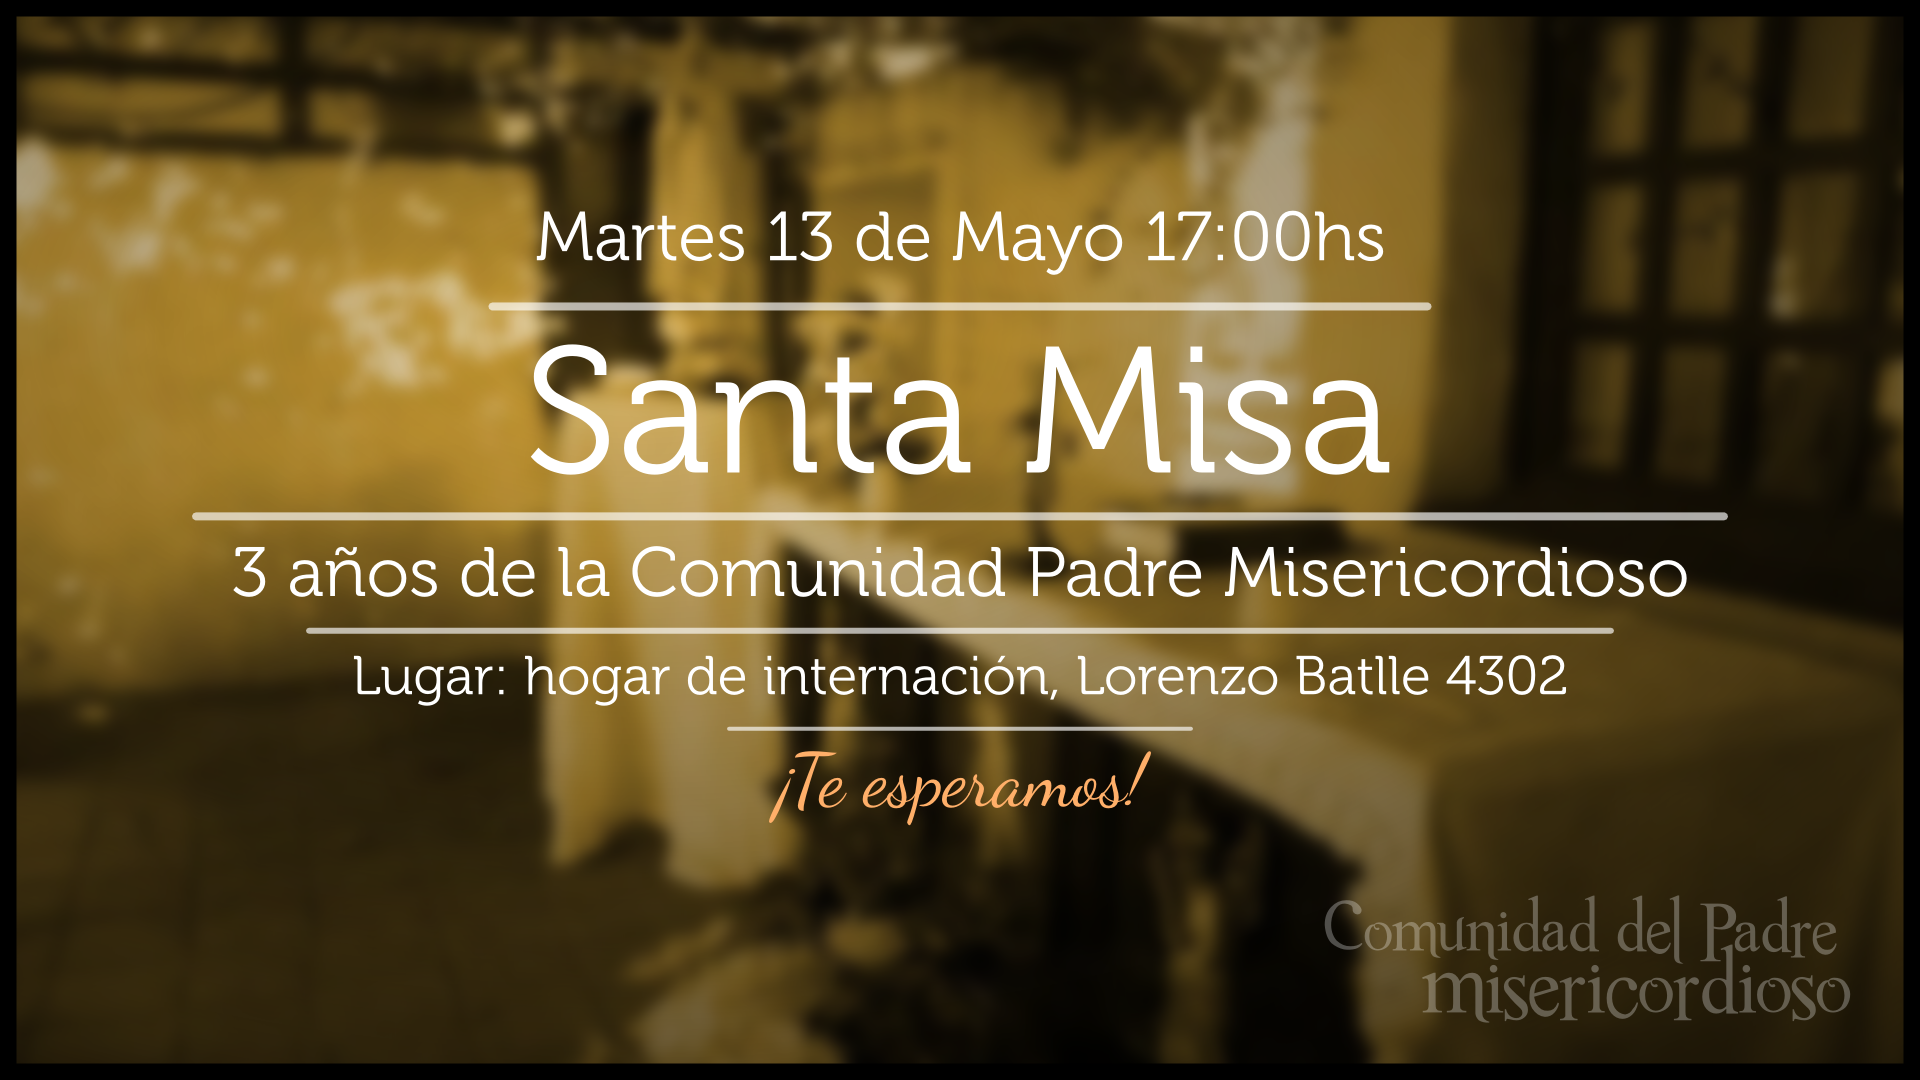 Martes 13 de Mayo 17:00hs
Santa Misa
3 años de la Comunidad Padre Misericordioso
Lugar: hogar de internación, Lorenzo Batlle 4302
¡Te esperamos!
Comunidad del Padre
misericordioso